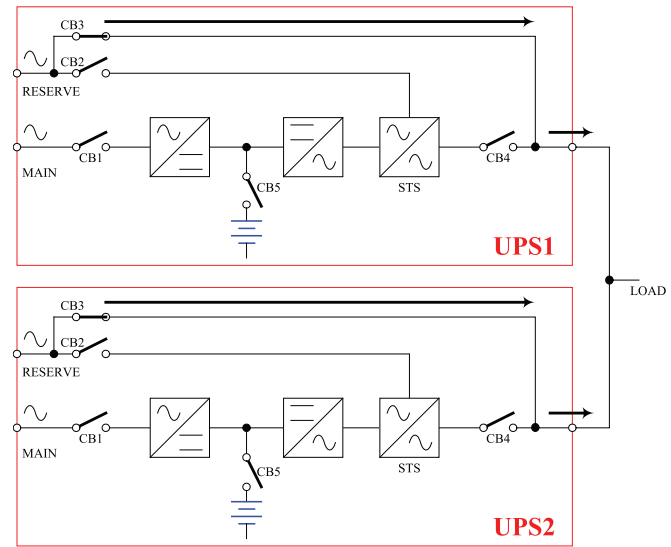 CB3
CB2
RESERVE
MAIN
CB1
CB5
STS
CB4
UPS1
LOAD
CB3
CB2
RESERVE
MAIN
CB1
CB5
STS
CB4
UPS2